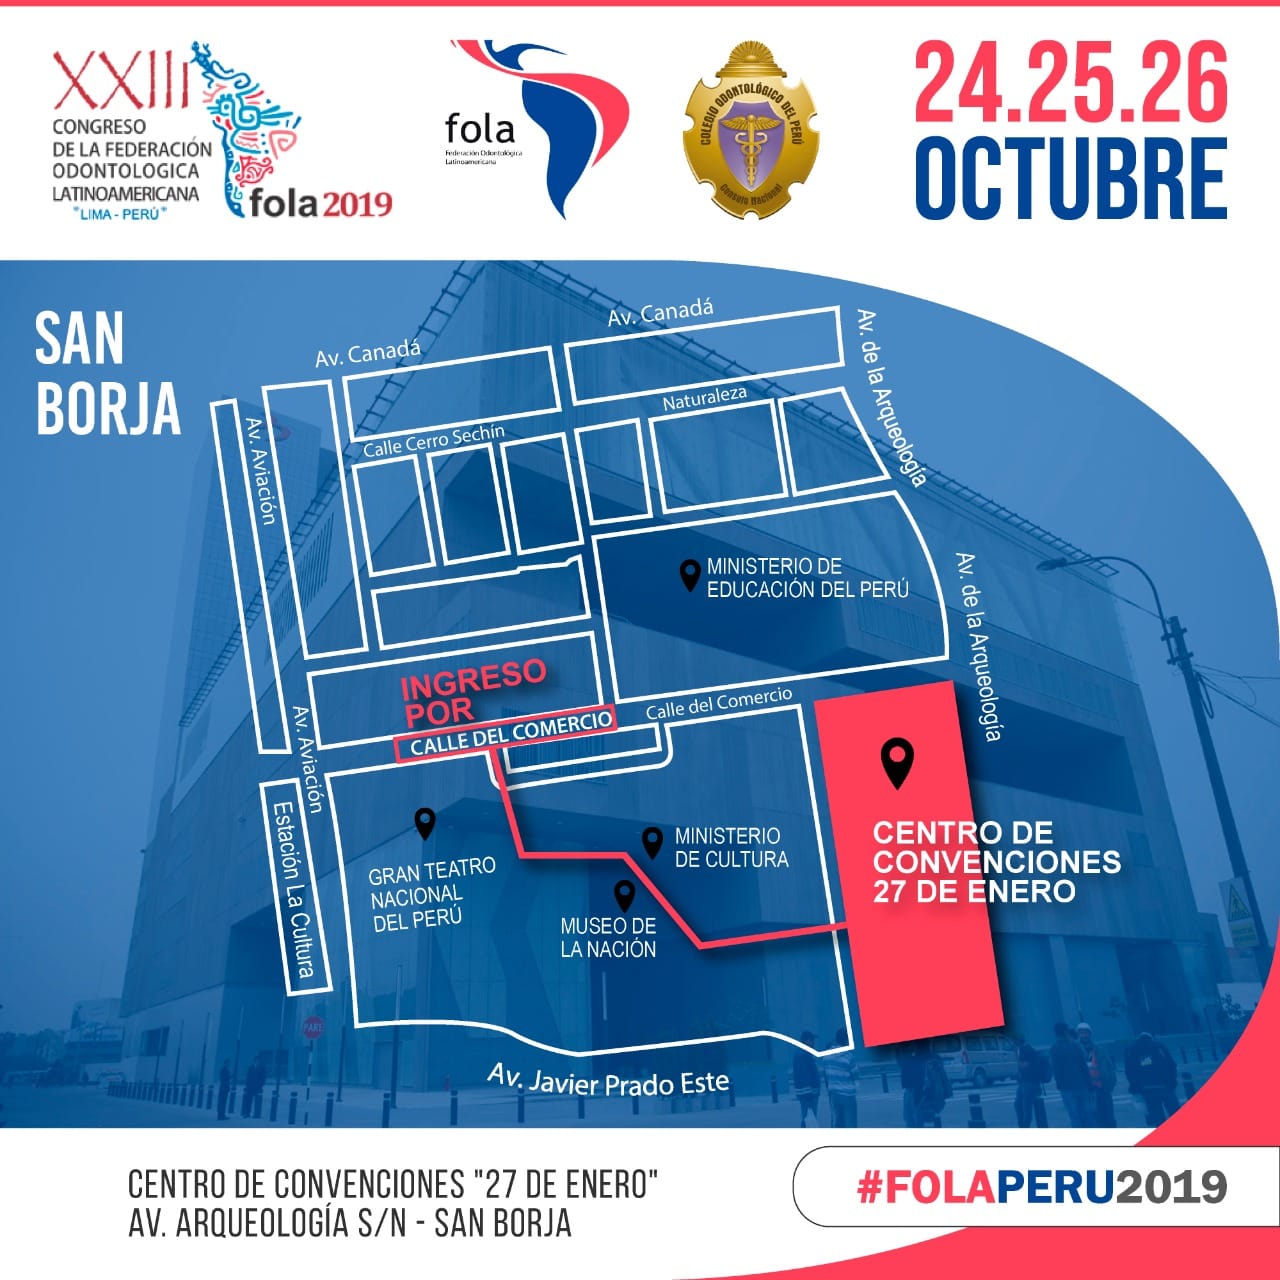 XXIII
CONGRESO
DE LA FEDERACIÓN
ODONTOLOGICA
LATINOAMERICANA
"LIMA - PERÚ"
fola 2019
fola
Federación Odontológica
Latinoamericana
COLEGIO ODONTOLÓGICO DEL PERÚ
Consejo Nacional
24.25.26
OCTUBRE
SAN
BORJA
Av. Canadá
Av. Canadá
Av. de la Arqueología
Naturaleza
Calle Cerro Sechín
Av. Aviación
MINISTERIO DE
EDUCACIÓN DEL PERÚ
Av. de la Arqueología
INGRESO
POR
CALLE DEL COMERCIO
Calle del Comercio
Av. Aviación
Estación La Cultura
GRAN TEATRO
NACIONAL
DEL PERÚ
MINISTERIO
DE CULTURA
MUSEO DE
LA NACIÓN
CENTRO DE
CONVENCIONES
27 DE ENERO
PARE
Av. Javier Prado Este
CENTRO DE CONVENCIONES "27 DE ENERO"
AV. ARQUEOLOGÍA S/N - SAN BORJA
#FOLAPERU2019